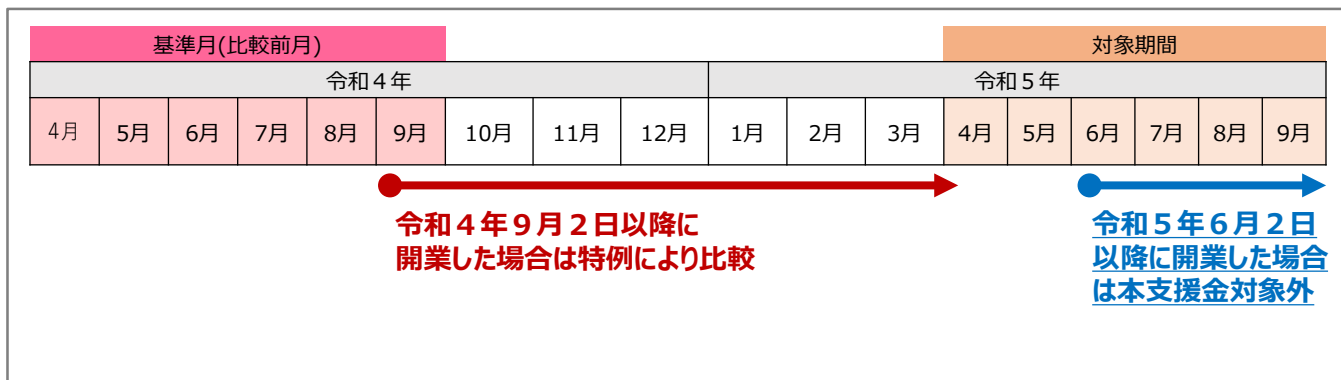 基準月(比較前月)
対象期間
令和４年
令和５年
4月 5月 6月 7月 8月 9月 10月 11月 12月 1月 2月 3月 4月 5月 6月 7月 8月 9月
令和４年９月２日以降に
開業した場合は特例により比較
令和５年６月２日
以降に開業した場合
は本支援金対象外